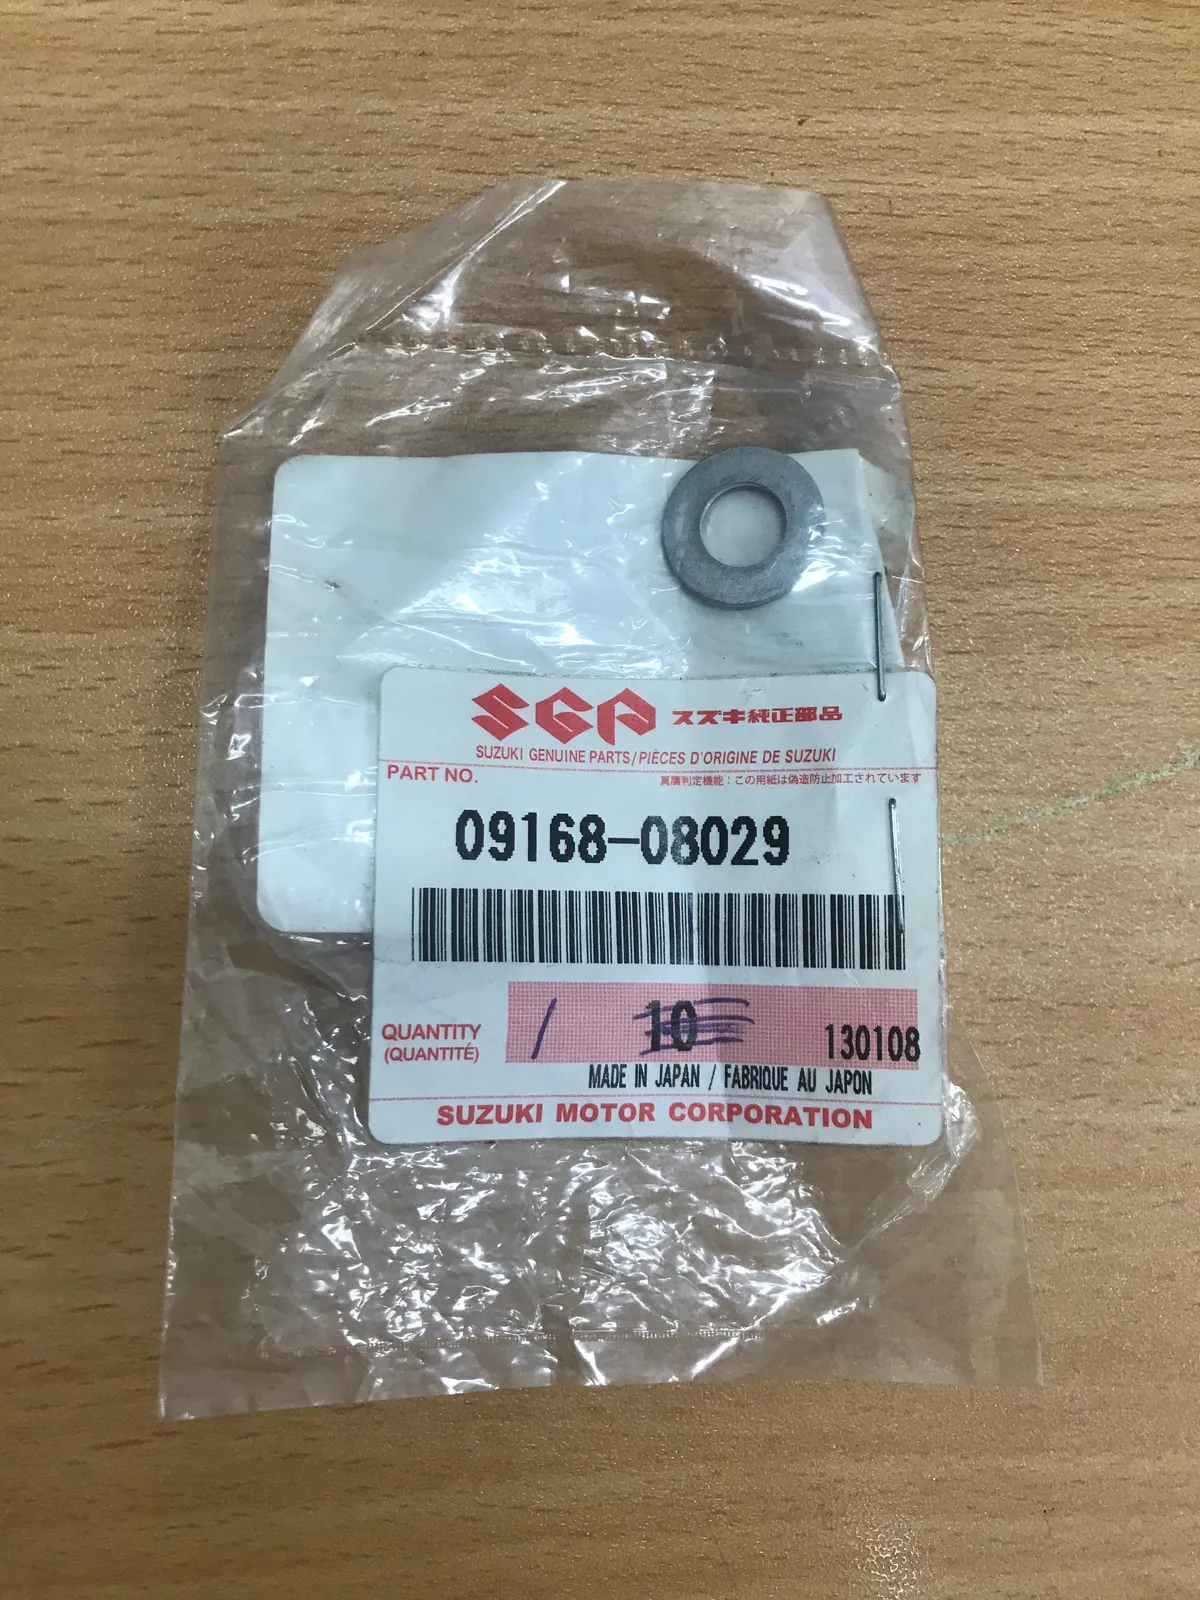 SGP スズキ純正部品
SUZUKI GENUINE PARTS/PIÈCES D'ORIGINE DE SUZUKI
PART NO. 真贋判定機能：この用紙は偽造防止加工されています
09168-08029
QUANTITY / 10
(QUANTITÉ) 130108
MADE IN JAPAN / FABRIQUE AU JAPON
SUZUKI MOTOR CORPORATION